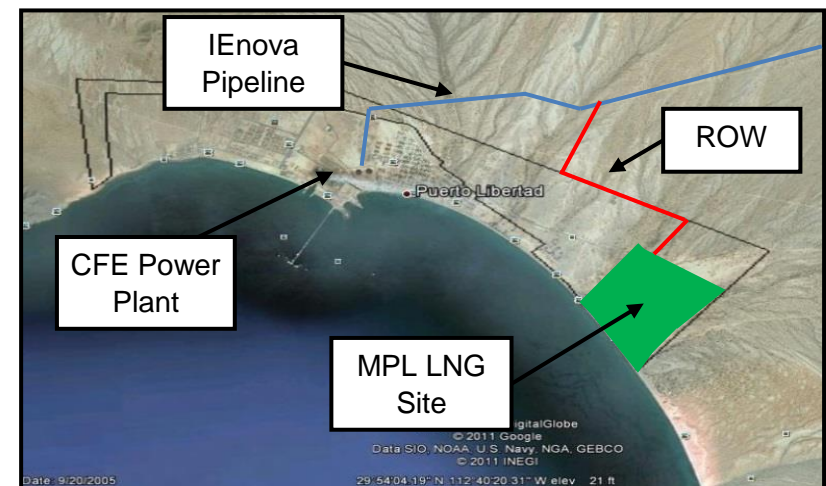 IEnova
Pipeline
ROW
Puerto Libertad
CFE Power
Plant
MPL LNG
Site
igitalGlobe
© 2011 Google
Data SIO, NOAA, U.S. Navy, NGA, GEBCO
© 2011 INEGI
Date: 9/20/2005
29°54'04.19" N 112°40'20.31" W elev 21 ft